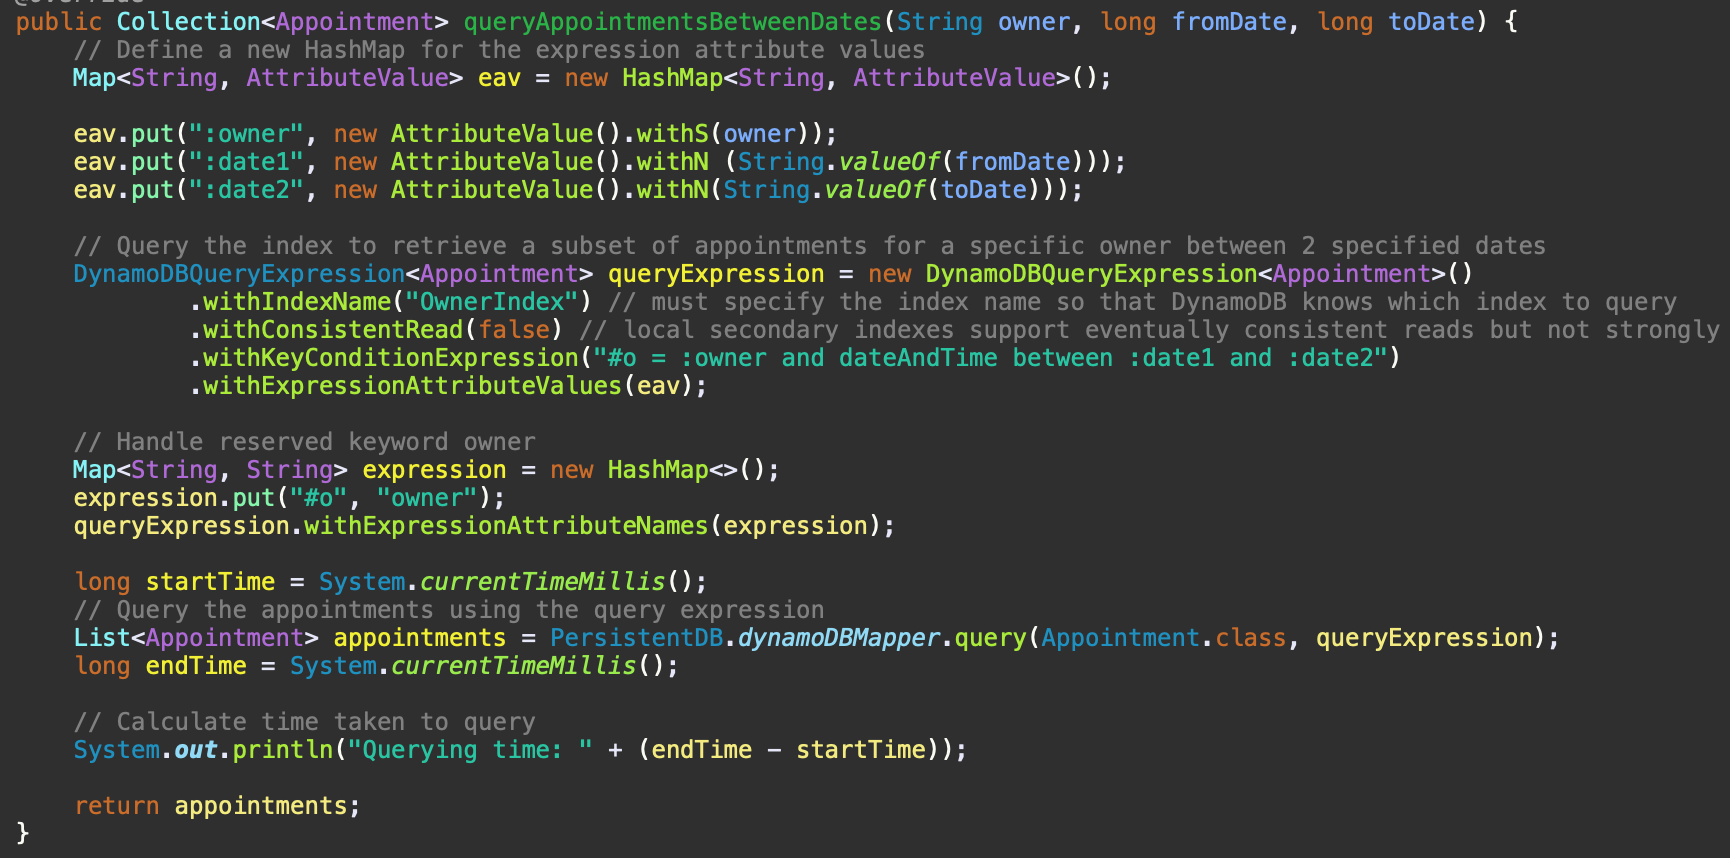 @Override
public Collection<Appointment> queryAppointmentsBetweenDates(String owner, long fromDate, long toDate) {
    // Define a new HashMap for the expression attribute values
    Map<String, AttributeValue> eav = new HashMap<String, AttributeValue>();

    eav.put(":owner", new AttributeValue().withS(owner));
    eav.put(":date1", new AttributeValue().withN (String.valueOf(fromDate)));
    eav.put(":date2", new AttributeValue().withN(String.valueOf(toDate)));

    // Query the index to retrieve a subset of appointments for a specific owner between 2 specified dates
    DynamoDBQueryExpression<Appointment> queryExpression = new DynamoDBQueryExpression<Appointment>()
            .withIndexName("OwnerIndex") // must specify the index name so that DynamoDB knows which index to query
            .withConsistentRead(false) // local secondary indexes support eventually consistent reads but not strongly
            .withKeyConditionExpression("#o = :owner and dateAndTime between :date1 and :date2")
            .withExpressionAttributeValues(eav);

    // Handle reserved keyword owner
    Map<String, String> expression = new HashMap<>();
    expression.put("#o", "owner");
    queryExpression.withExpressionAttributeNames(expression);

    long startTime = System.currentTimeMillis();
    // Query the appointments using the query expression
    List<Appointment> appointments = PersistentDB.dynamoDBMapper.query(Appointment.class, queryExpression);
    long endTime = System.currentTimeMillis();

    // Calculate time taken to query
    System.out.println("Querying time: " + (endTime - startTime));

    return appointments;
}